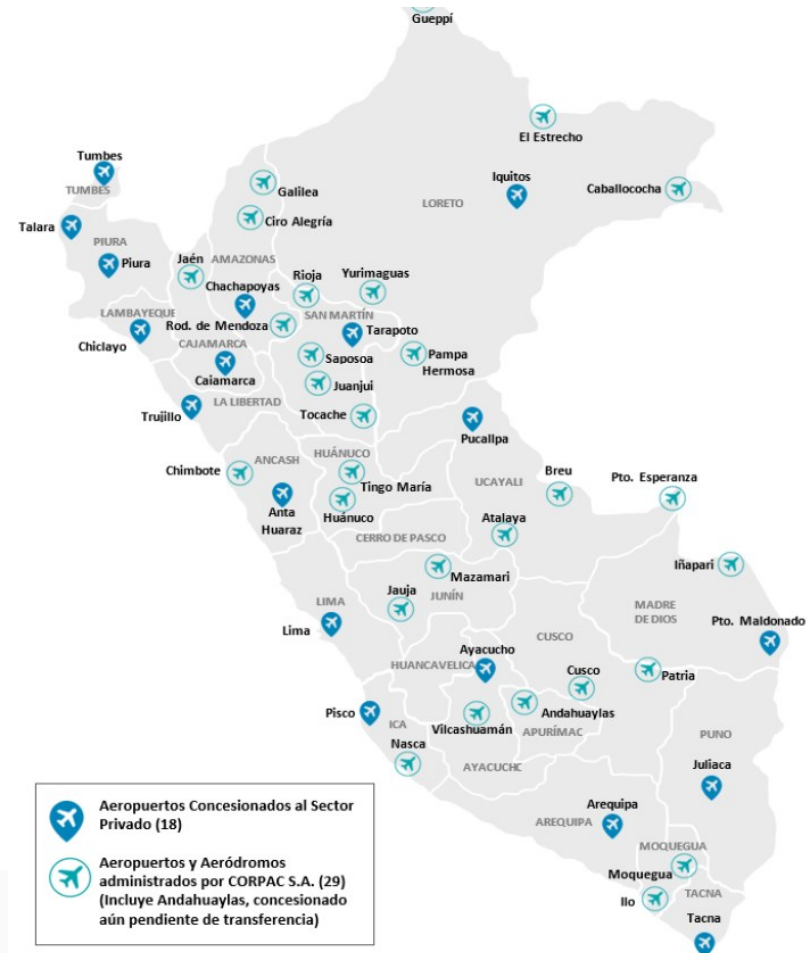 Gueppí
El Estrecho
Tumbes
TUMBES
Galilea
Iquitos
Caballococha
LORETO
Talara
Ciro Alegría
PIURA
Piura
Jaén
AMAZONAS
Rioja
Yurimaguas
Chachapoyas
LAMBAYEQUE
SAN MARTÍN
Rod. de Mendoza
Tarapoto
Chiclayo
CAJAMARCA
Saposoa
Pampa
Hermosa
Caiamarca
Juanjui
LA LIBERTAD
Trujillo
Tocache
Pucallpa
HUÁNUCO
ANCASH
Chimbote
Tingo María
UCAYALI
Breu
Pto. Esperanza
Anta
Huaraz
Huánuco
Atalaya
CERRO DE PASCO
Iñapari
Mazamari
Jauja
JUNÍN
LIMA
MADRE
DE DIOS
Lima
Pto. Maldonado
CUSCO
Ayacucho
HUANCAVELICA
Cusco
Patria
Pisco
ICA
Vilcashuamán
Andahuaylas
APURÍMAC
PUNO
Nasca
AYACUCHC
Juliaca
Arequipa
AREQUIPA
MOQUEGUA
Moquegua
Ilo
TACNA
Tacna
Aeropuertos Concesionados al Sector
Privado (18)
Aeropuertos y Aeródromos
administrados por CORPAC S.A. (29)
(Incluye Andahuaylas, concesionado
aún pendiente de transferencia)